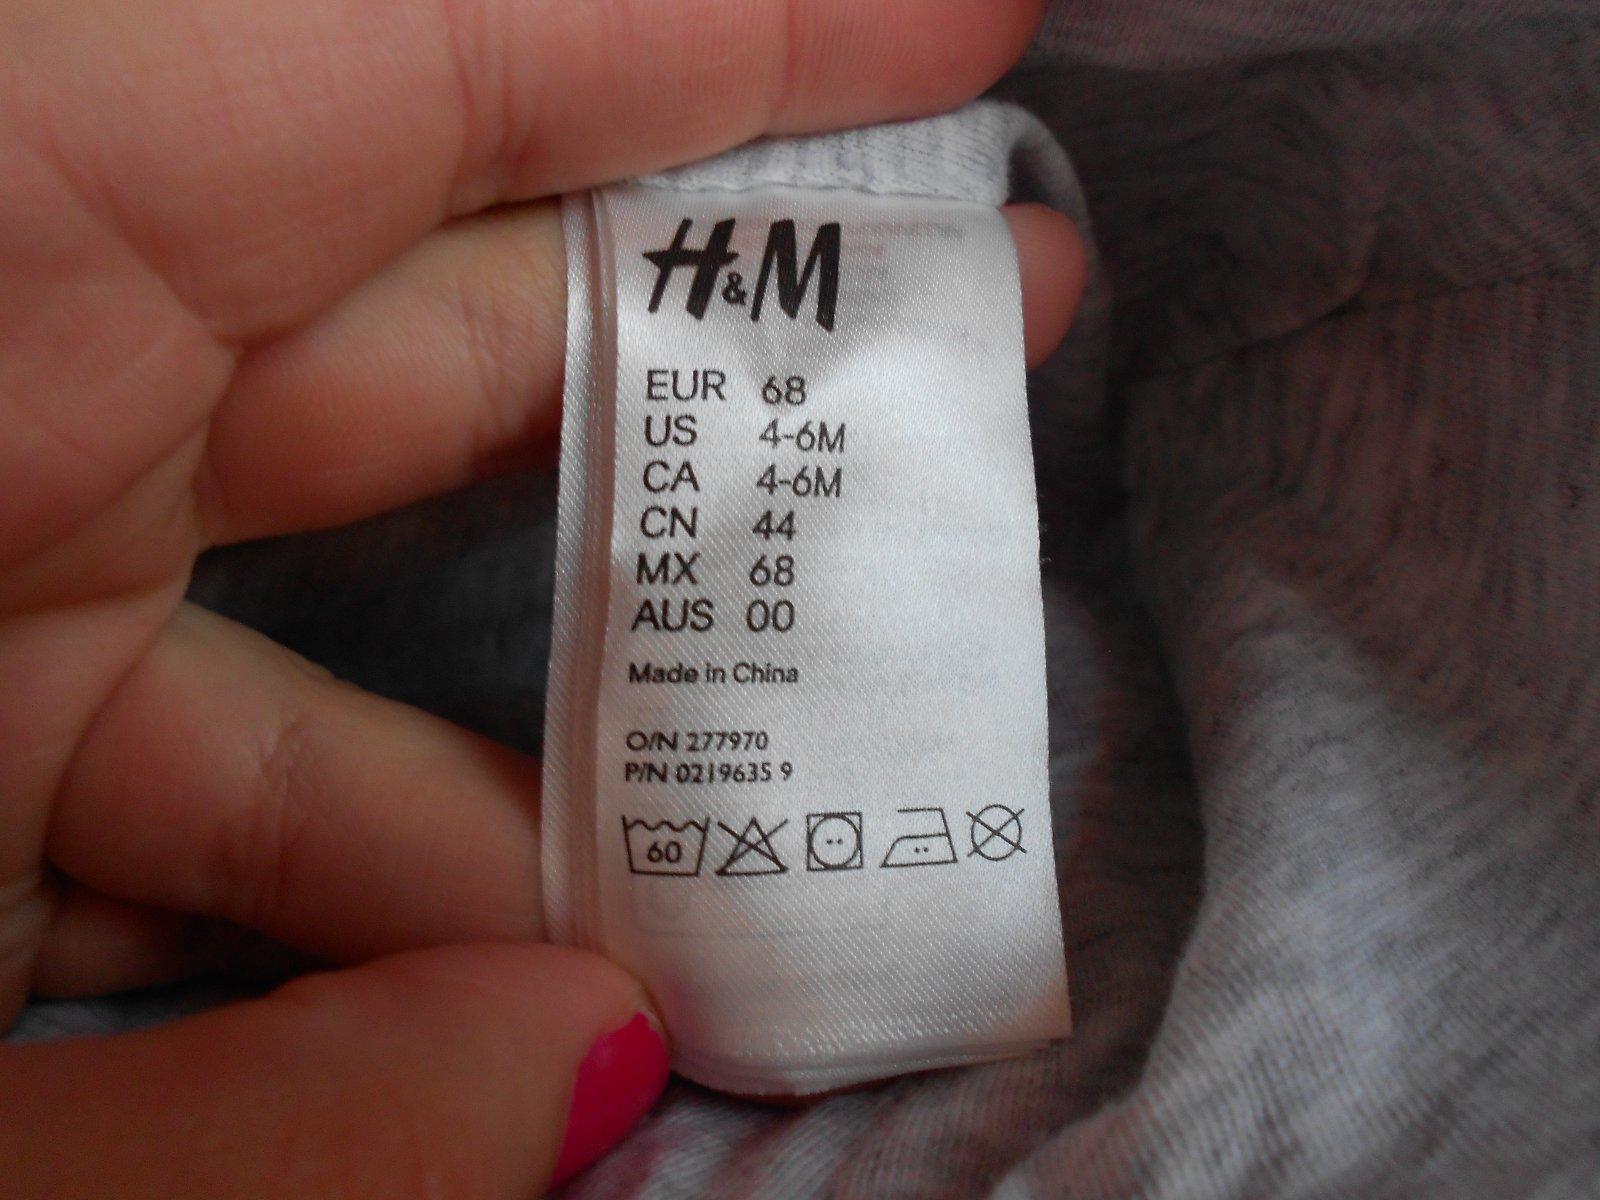 H&M
EUR 68
US 4-6M
CA 4-6M
CN 44
MX 68
AUS 00
Made in China
O/N 277970
P/N 0219635 9
60